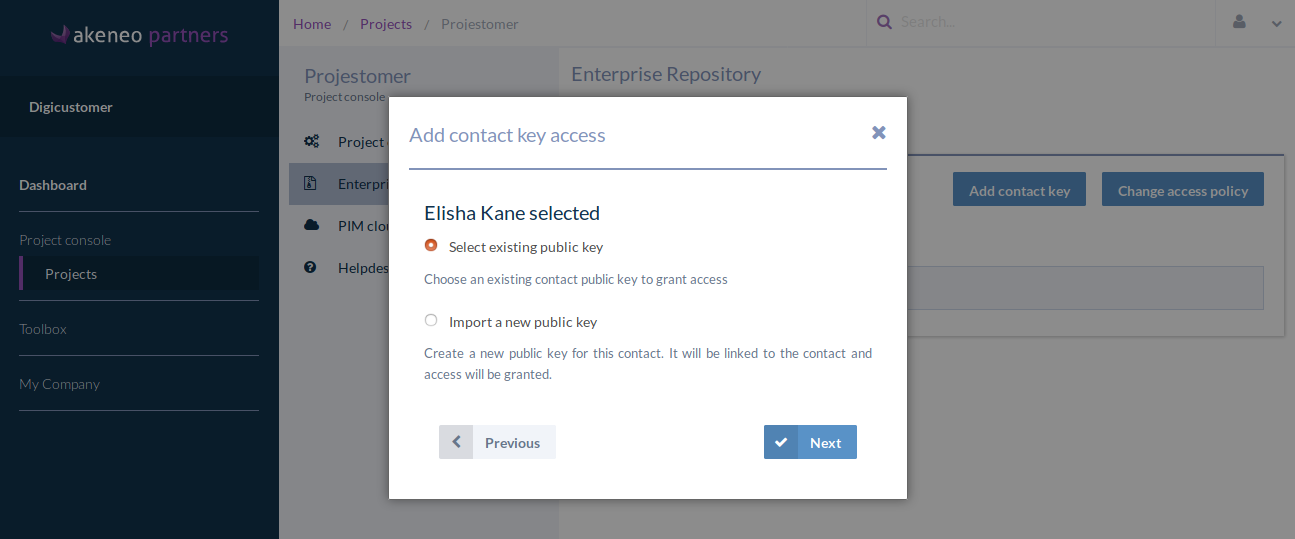 akeneo partners
Home / Projects / Projestomer
Search...
Digicustomer
Dashboard
Project console
Projects
Toolbox
My Company
Projestomer
Project console
Project
Enterpri
PIM clou
Helpdes
Enterprise Repository
Add contact key
Change access policy
Add contact key access
Elisha Kane selected
Select existing public key
Choose an existing contact public key to grant access
Import a new public key
Create a new public key for this contact. It will be linked to the contact and
access will be granted.
Previous
Next